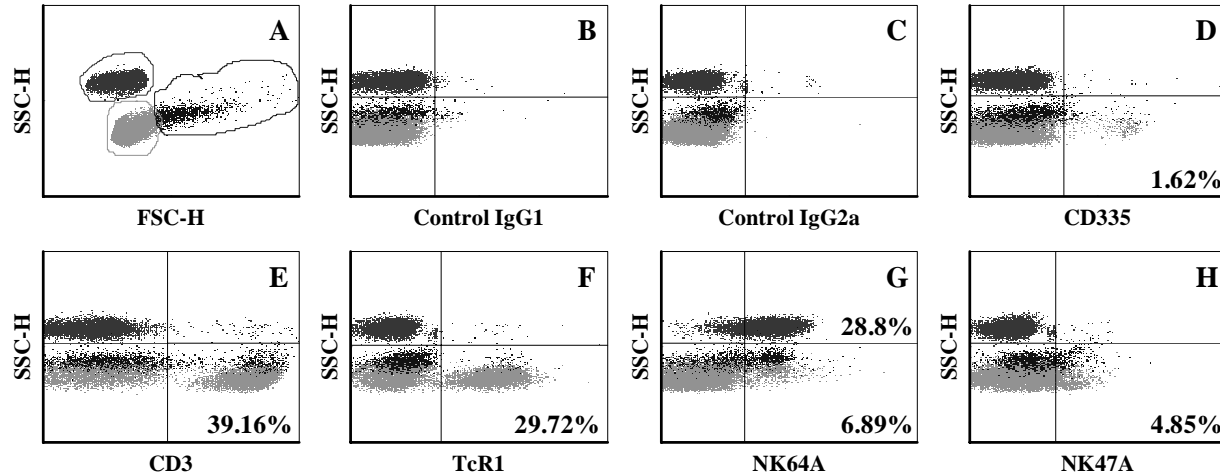 A
SSC-H
FSC-H
B
SSC-H
Control IgG1
C
SSC-H
Control IgG2a
D
SSC-H
1.62%
CD335
E
SSC-H
39.16%
CD3
F
SSC-H
29.72%
TcR1
G
SSC-H
28.8%
6.89%
NK64A
H
SSC-H
4.85%
NK47A